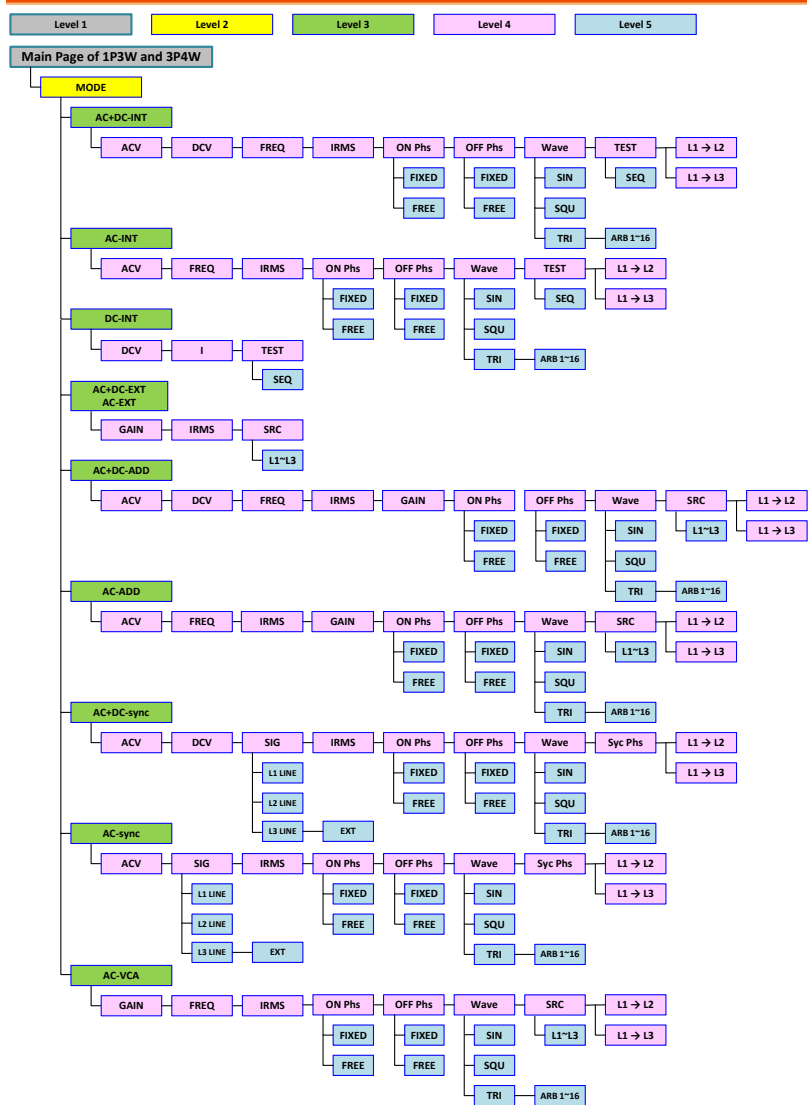 Level 1 Level 2 Level 3 Level 4 Level 5
Main Page of 1P3W and 3P4W
MODE
AC+DC-INT
ACV DCV FREQ IRMS ON Phs OFF Phs Wave TEST L1 → L2
FIXED FIXED SIN SEQ L1 → L3
FREE FREE SQU
TRI ARB 1~16
AC-INT
ACV FREQ IRMS ON Phs OFF Phs Wave TEST L1 → L2
FIXED FIXED SIN SEQ L1 → L3
FREE FREE SQU
TRI ARB 1~16
DC-INT
DCV I TEST
SEQ
AC+DC-EXT
AC-EXT
GAIN IRMS SRC
L1~L3
AC+DC-ADD
ACV DCV FREQ IRMS GAIN ON Phs OFF Phs Wave SRC L1 → L2
FIXED FIXED SIN L1~L3 L1 → L3
FREE FREE SQU
TRI ARB 1~16
AC-ADD
ACV FREQ IRMS GAIN ON Phs OFF Phs Wave SRC L1 → L2
FIXED FIXED SIN L1~L3 L1 → L3
FREE FREE SQU
TRI ARB 1~16
AC+DC-sync
ACV DCV SIG IRMS ON Phs OFF Phs Wave Syc Phs L1 → L2
L1 LINE FIXED FIXED SIN L1 → L3
L2 LINE FREE FREE SQU
L3 LINE EXT TRI ARB 1~16
AC-sync
ACV SIG IRMS ON Phs OFF Phs Wave Syc Phs L1 → L2
L1 LINE FIXED FIXED SIN L1 → L3
L2 LINE FREE FREE SQU
L3 LINE EXT TRI ARB 1~16
AC-VCA
GAIN FREQ IRMS ON Phs OFF Phs Wave SRC L1 → L2
FIXED FIXED SIN L1~L3 L1 → L3
FREE FREE SQU
TRI ARB 1~16